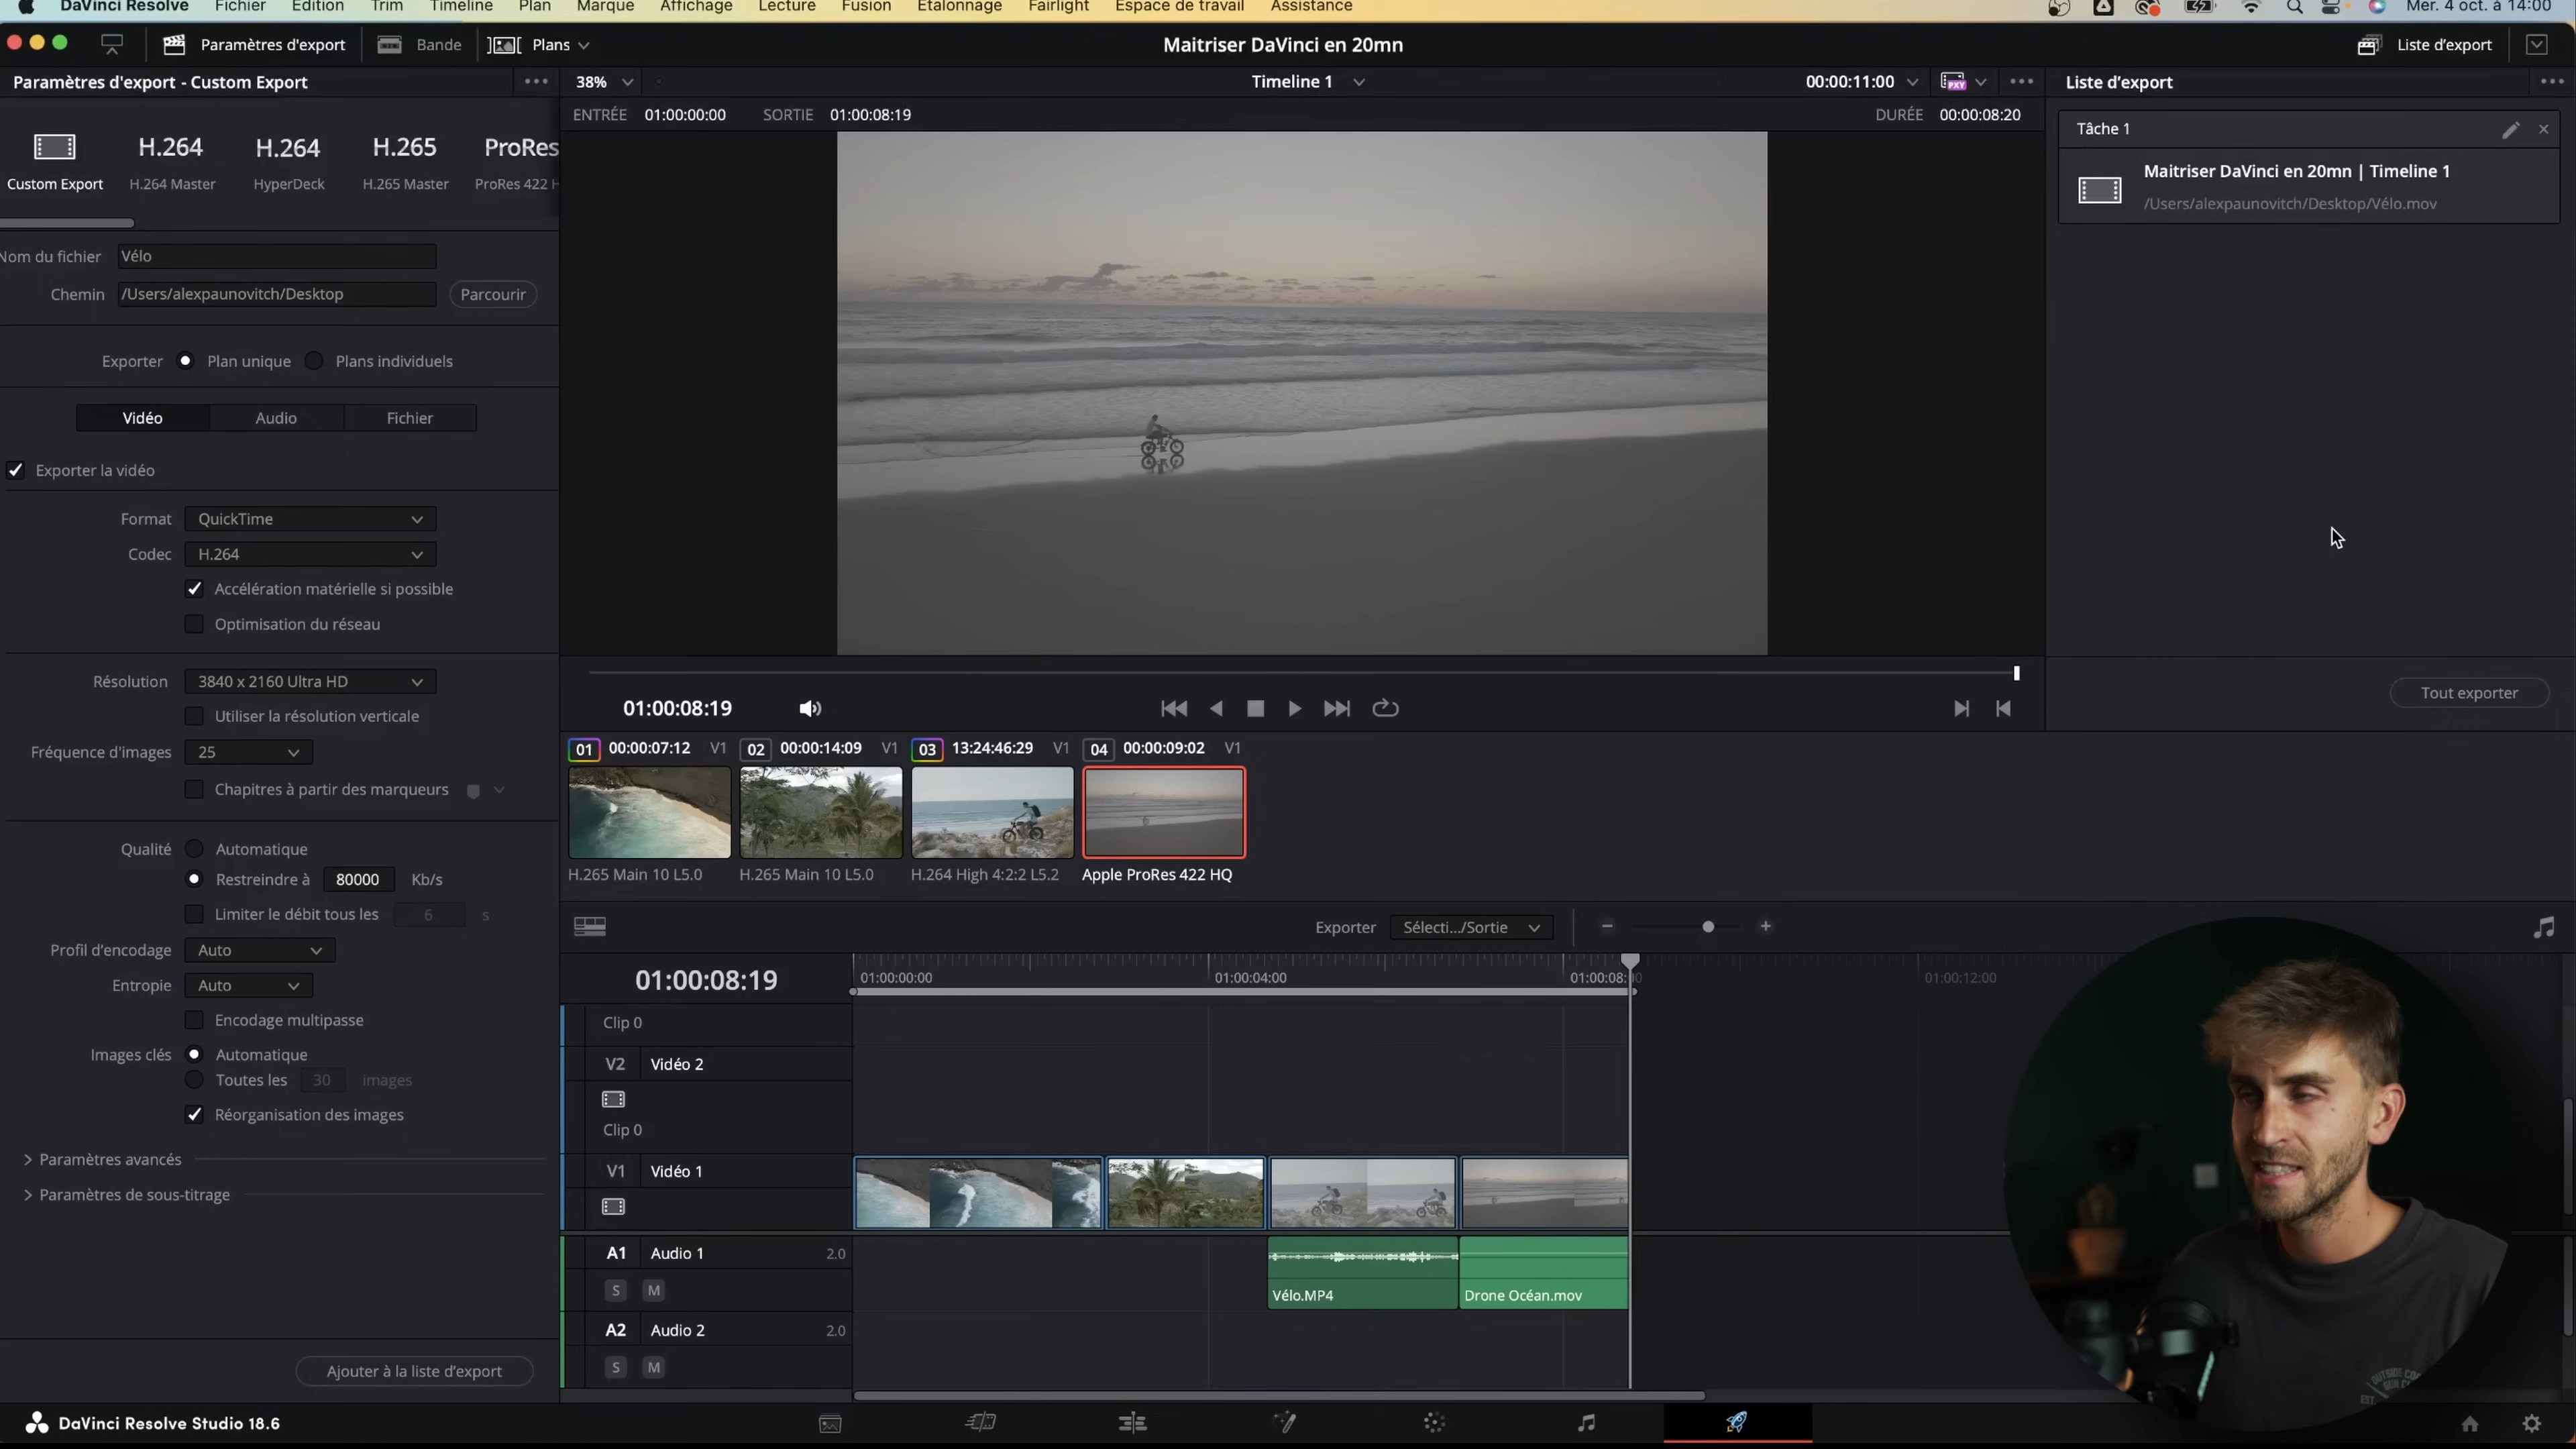 DaVinci Resolve Fichier Edition Trim Timeline Plan Marque Affichage Lecture Fusion Etalonnage Fairlight Espace de travail Assistance Mer. 4 oct. à 14:00
Paramètres d'export Bande Plans Maitriser DaVinci en 20mn Liste d'export
Paramètres d'export - Custom Export ••• 38% Timeline 1 00:00:11:00 PXY ••• Liste d'export •••
ENTRÉE 01:00:00:00 SORTIE 01:00:08:19 DURÉE 00:00:08:20
Tâche 1
Maitriser DaVinci en 20mn | Timeline 1
/Users/alexpaunovitch/Desktop/Vélo.mov
H.264 H.264 H.265 ProRes
Custom Export H.264 Master HyperDeck H.265 Master ProRes 422 H
Nom du fichier Vélo
Chemin /Users/alexpaunovitch/Desktop Parcourir
Exporter Plan unique Plans individuels
Vidéo Audio Fichier
Exporter la vidéo
Format QuickTime
Codec H.264
Accélération matérielle si possible
Optimisation du réseau
Résolution 3840 x 2160 Ultra HD
Utiliser la résolution verticale
Fréquence d'images 25
Chapitres à partir des marqueurs
Qualité Automatique
Restreindre à 80000 Kb/s
Limiter le débit tous les 6 s
Profil d'encodage Auto
Entropie Auto
Encodage multipasse
Images clés Automatique
Toutes les 30 images
Réorganisation des images
Paramètres avancés
Paramètres de sous-titrage
Ajouter à la liste d'export
01:00:08:19
Tout exporter
01 00:00:07:12 V1 02 00:00:14:09 V1 03 13:24:46:29 V1 04 00:00:09:02 V1
H.265 Main 10 L5.0 H.265 Main 10 L5.0 H.264 High 4:2:2 L5.2 Apple ProRes 422 HQ
Exporter Sélecti.../Sortie
01:00:08:19 01:00:00:00 01:00:04:00 01:00:08:00 01:00:12:00
Clip 0
V2 Vidéo 2
Clip 0
V1 Vidéo 1
A1 Audio 1 2.0
S M
Vélo.MP4 Drone Océan.mov
A2 Audio 2 2.0
S M
DaVinci Resolve Studio 18.6